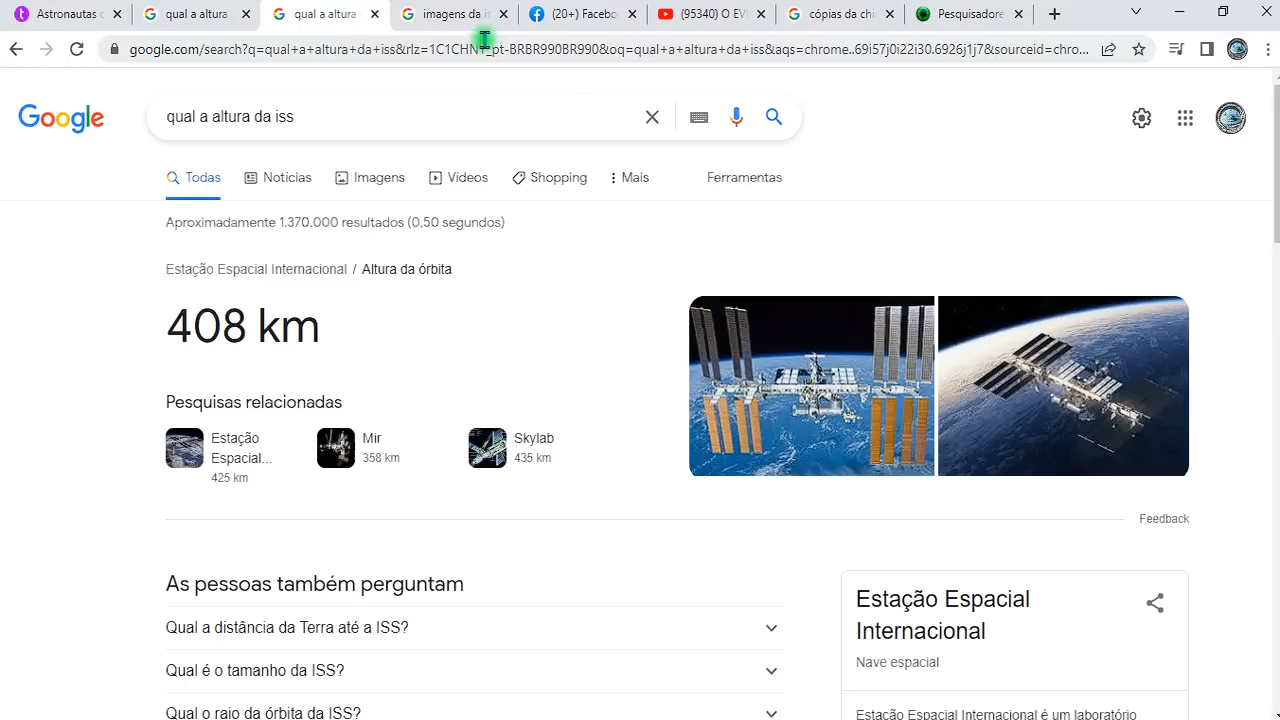 Astronautas c
qual a altura
qual a altura
imagens da is
(20+) Facebo
(95340) O EVI
cópias da chi
Pesquisadore
google.com/search?q=qual+a+altura+da+iss&rlz=1C1CHN_pt-BRBR990BR990&oq=qual+a+altura+da+iss&aqs=chrome..69i57j0i22i30.6926j1j7&sourceid=chro...
Google
qual a altura da iss
Todas
Notícias
Imagens
Vídeos
Shopping
Mais
Ferramentas
Aproximadamente 1.370.000 resultados (0,50 segundos)
Estação Espacial Internacional / Altura da órbita
408 km
Pesquisas relacionadas
Estação
Espacial...
425 km
Mir
358 km
Skylab
435 km
Feedback
As pessoas também perguntam
Qual a distância da Terra até a ISS?
Qual é o tamanho da ISS?
Qual o raio da órbita da ISS?
Estação Espacial
Internacional
Nave espacial
Estação Espacial Internacional é um laboratório